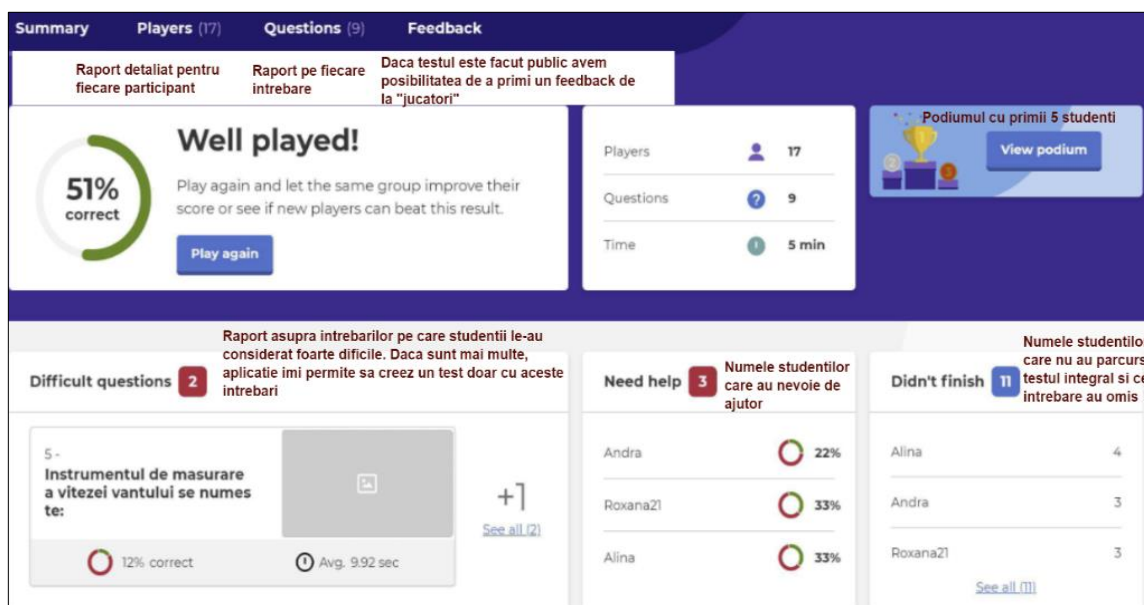 Summary Players (17) Questions (9) Feedback
Raport detaliat pentru
fiecare participant
Raport pe fiecare
intrebare
Daca testul este facut public avem
posibilitatea de a primi un feedback de
la "jucatori"
51%
correct
Well played!
Play again and let the same group improve their
score or see if new players can beat this result.
Play again
Players 17
Questions 9
Time 5 min
Podiumul cu primii 5 studenti
View podium
Difficult questions 2
Raport asupra intrebarilor pe care studentii le-au
considerat foarte dificile. Daca sunt mai multe,
aplicatie imi permite sa creez un test doar cu aceste
intrebari
5 -
Instrumentul de masurare
a vitezei vantului se numes
te:
12% correct Avg. 9.92 sec
+1
See all (2)
Need help 3
Numele studentilor
care au nevoie de
ajutor
Andra 22%
Roxana21 33%
Alina 33%
Didn't finish 11
Numele studentilor
care nu au parcurs
testul integral si ce
intrebare au omis
Alina 4
Andra 3
Roxana21 3
See all (11)